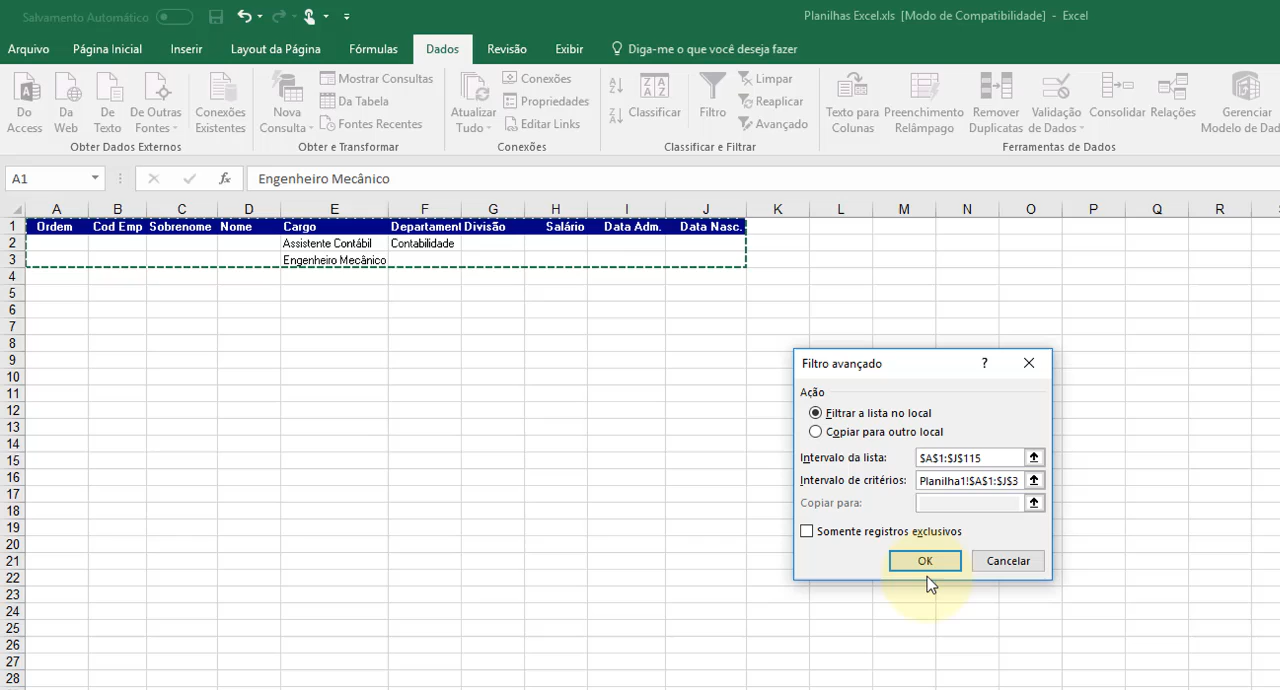 Salvamento Automático
Planilhas Excel.xls  [Modo de Compatibilidade]  -  Excel
Arquivo Página Inicial Inserir Layout da Página Fórmulas Dados Revisão Exibir Diga-me o que você deseja fazer
Do Access
Da Web
De Texto
De Outras Fontes
Conexões Existentes
Obter Dados Externos
Nova Consulta
Mostrar Consultas
Da Tabela
Fontes Recentes
Obter e Transformar
Atualizar Tudo
Conexões
Propriedades
Editar Links
Conexões
Classificar
Filtro
Limpar
Reaplicar
Avançado
Classificar e Filtrar
Texto para Colunas
Preenchimento Relâmpago
Remover Duplicatas
Validação de Dados
Consolidar
Relações
Gerenciar
Modelo de Dad
Ferramentas de Dados
A1 fx Engenheiro Mecânico
A B C D E F G H I J K L M N O P Q R
1 Ordem Cod Emp Sobrenome Nome Cargo Departament Divisão Salário Data Adm. Data Nasc.
2 Assistente Contábil Contabilidade
3 Engenheiro Mecânico
4
5
6
7
8
9
10
11
12
13
14
15
16
17
18
19
20
21
22
23
24
25
26
27
28
Filtro avançado ?
Ação
Filtrar a lista no local
Copiar para outro local
Intervalo da lista: $A$1:$J$115
Intervalo de critérios: Planilha1!$A$1:$J$3
Copiar para:
Somente registros exclusivos
OK Cancelar